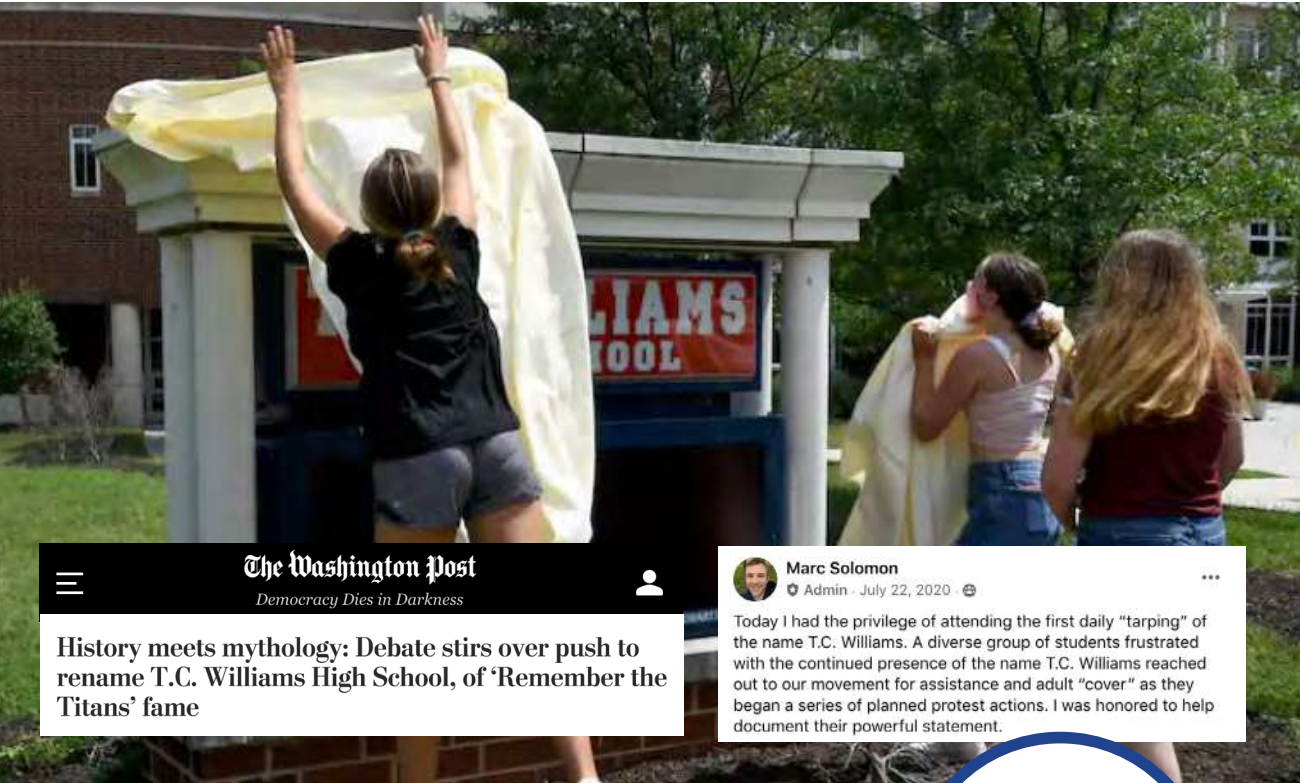 LIAMS
OOL
The Washington Post
Democracy Dies in Darkness
History meets mythology: Debate stirs over push to
rename T.C. Williams High School, of ‘Remember the
Titans’ fame
Marc Solomon
Admin · July 22, 2020 ·
Today I had the privilege of attending the first daily “tarping” of
the name T.C. Williams. A diverse group of students frustrated
with the continued presence of the name T.C. Williams reached
out to our movement for assistance and adult “cover” as they
began a series of planned protest actions. I was honored to help
document their powerful statement.